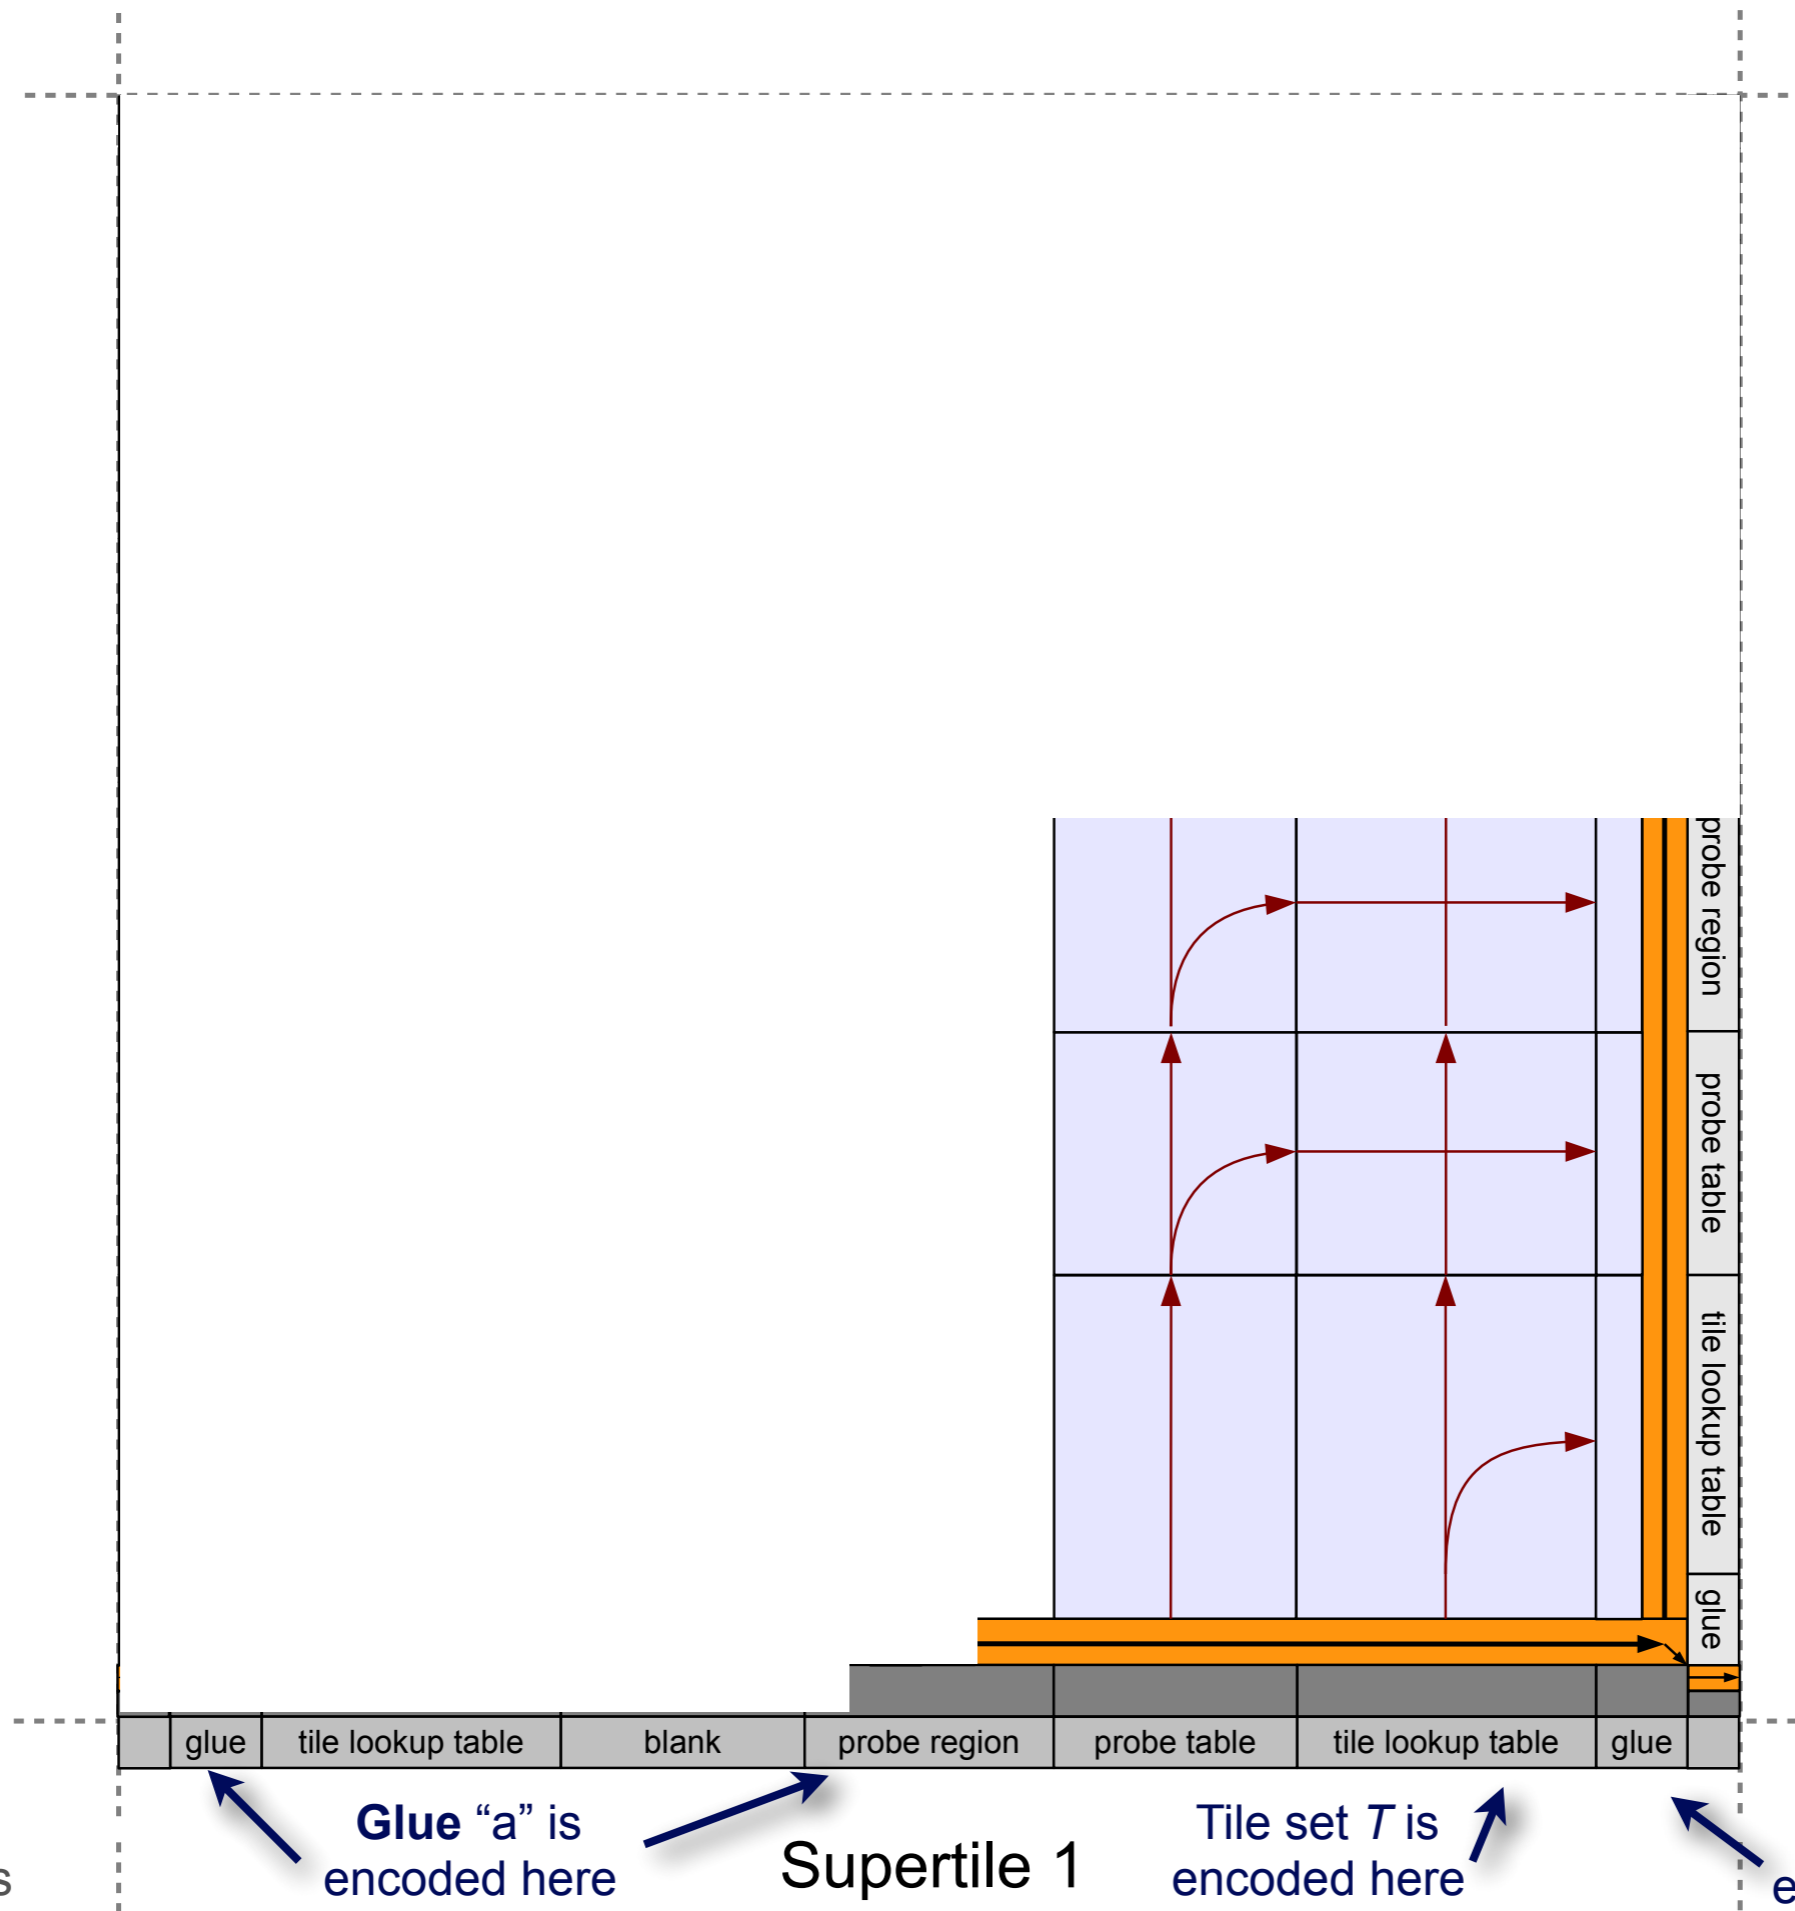 probe region
probe table
tile lookup table
glue
glue
tile lookup table
blank
probe region
probe table
tile lookup table
glue
Glue “a” is
encoded here
Supertile 1
Tile set T is
encoded here
s
e